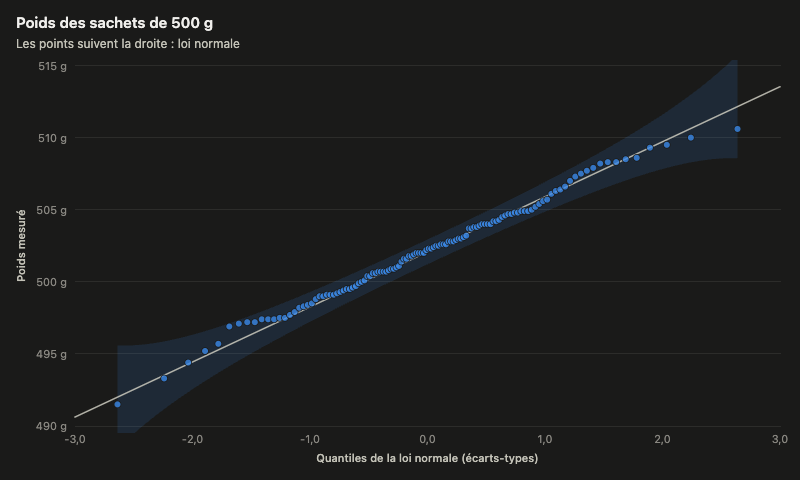 Poids des sachets de 500 g
Les points suivent la droite : loi normale
515 g
510 g
505 g
500 g
495 g
490 g
Poids mesuré
-3,0
-2,0
-1,0
0,0
1,0
2,0
3,0
Quantiles de la loi normale (écarts-types)